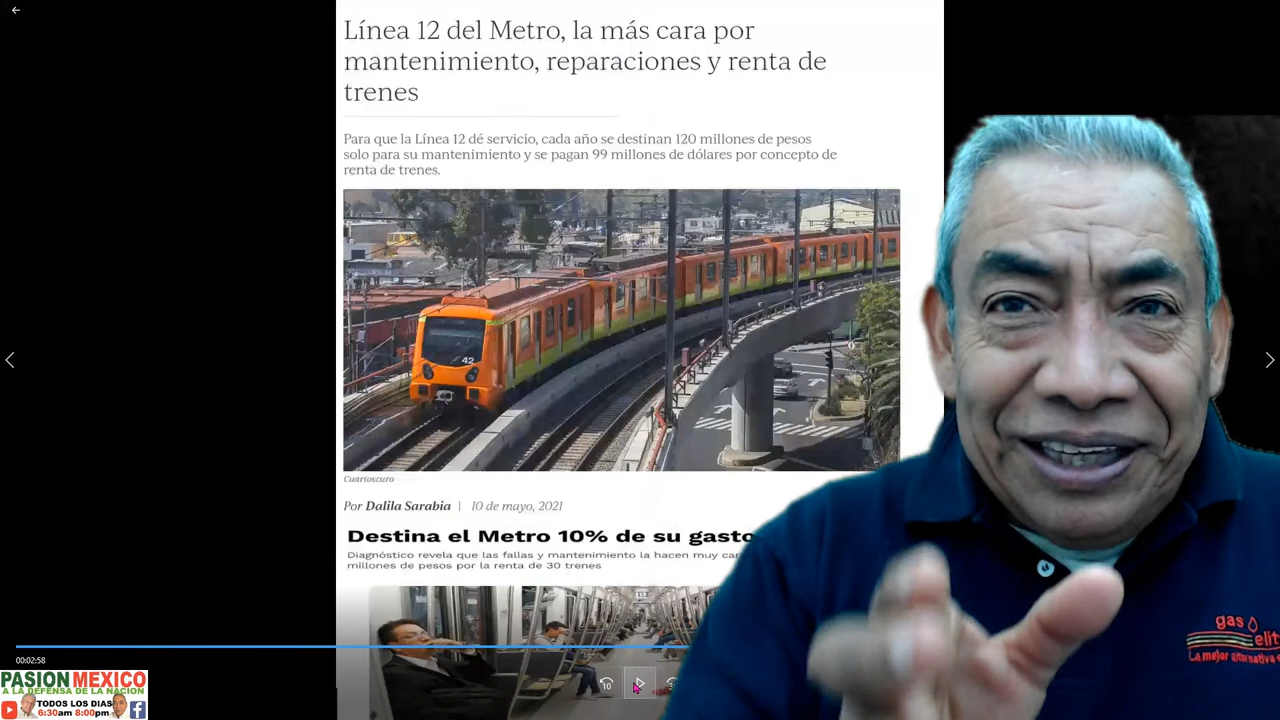 Línea 12 del Metro, la más cara por
mantenimiento, reparaciones y renta de
trenes
Para que la Línea 12 dé servicio, cada año se destinan 120 millones de pesos
solo para su mantenimiento y se pagan 99 millones de dólares por concepto de
renta de trenes.
42
Cuartoscuro
Por Dalila Sarabia | 10 de mayo, 2021
Destina el Metro 10% de su gasto
Diagnóstico revela que las fallas y mantenimiento la hacen muy
millones de pesos por la renta de 30 trenes
gas
elit
La mejor alternativa
00:02:58
10
PASION MEXICO
A LA DEFENSA DE LA NACION
TODOS LOS DIAS
6:30am 8:00pm